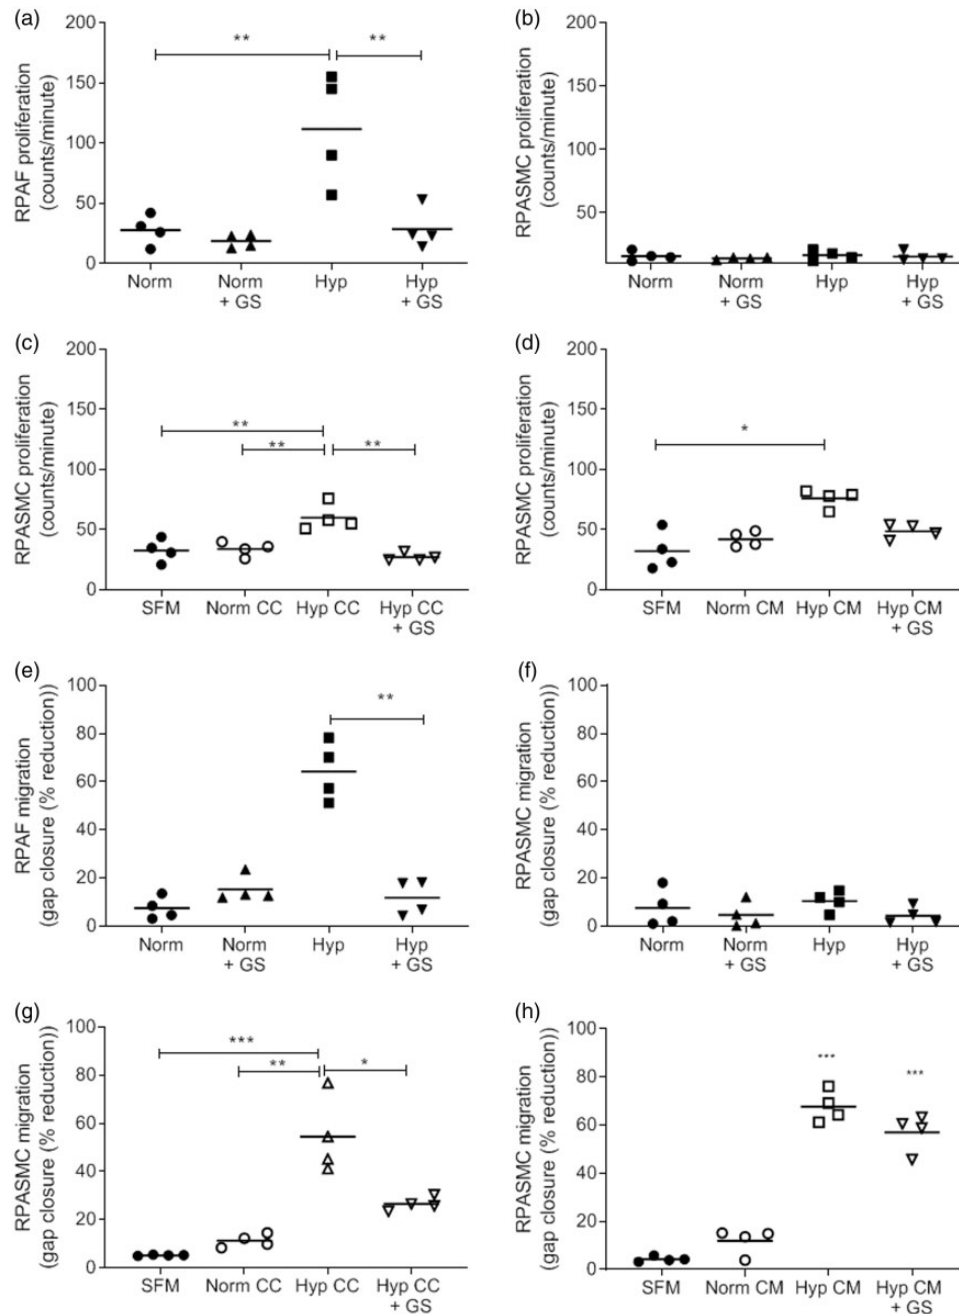 (a)
RPAF proliferation
(counts/minute)
200
150
100
50
0
**
**
Norm
Norm
+ GS
Hyp
Hyp
+ GS
(b)
RPASMC proliferation
(counts/minute)
200
150
100
50
Norm
Norm
+ GS
Hyp
Hyp
+ GS
(c)
RPASMC proliferation
(counts/minute)
200
150
100
50
0
**
**
**
SFM
Norm CC
Hyp CC
Hyp CC
+ GS
(d)
RPASMC proliferation
(counts/minute)
200
150
100
50
0
*
SFM
Norm CM
Hyp CM
Hyp CM
+ GS
(e)
RPAF migration
(gap closure (% reduction))
100
80
60
40
20
0
**
Norm
Norm
+ GS
Hyp
Hyp
+ GS
(f)
RPASMC migration
(gap closure (% reduction))
100
80
60
40
20
0
Norm
Norm
+ GS
Hyp
Hyp
+ GS
(g)
RPASMC migration
(gap closure (% reduction))
100
80
60
40
20
0
***
**
*
SFM
Norm CC
Hyp CC
Hyp CC
+ GS
(h)
RPASMC migration
(gap closure (% reduction))
100
80
60
40
20
0
***
***
SFM
Norm CM
Hyp CM
Hyp CM
+ GS